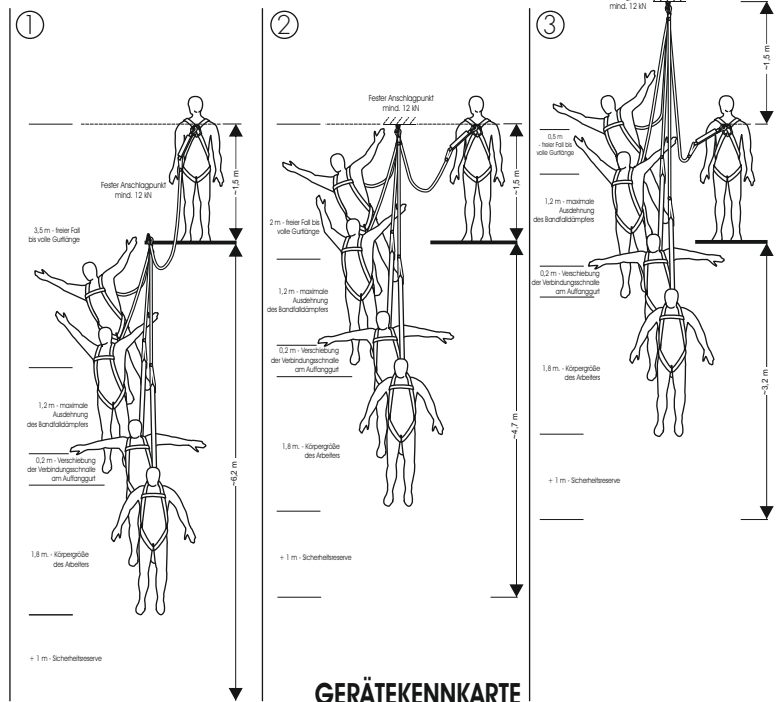 1
Fester Anschlagpunkt
mind. 12 kN
~1,5 m
3,5 m - freier Fall
bis volle Gurtlänge
1,2 m - maximale
Ausdehnung
des Bandfalldämpfers
0,2 m - Verschiebung
der Verbindungsschnalle
am Auffanggurt
1,8 m. - Körpergröße
des Arbeiters
+ 1 m - Sicherheitsreserve
~6,2 m
2
Fester Anschlagpunkt
mind. 12 kN
~1,5 m
2 m - freier Fall bis
volle Gurtlänge
1,2 m - maximale
Ausdehnung
des Bandfalldämpfers
0,2 m - Verschiebung
der Verbindungsschnalle
am Auffanggurt
1,8 m. - Körpergröße
des Arbeiters
+ 1 m - Sicherheitsreserve
~4,7 m
3
mind. 12 kN
~1,5 m
0,5 m
- freier Fall bis
volle Gurtlänge
1,2 m - maximale
Ausdehnung
des Bandfalldämpfers
0,2 m - Verschiebung
der Verbindungsschnalle
am Auffanggurt
1,8 m. - Körpergröße
des Arbeiters
+ 1 m - Sicherheitsreserve
~3,2 m
GERÄTEKENNKARTE